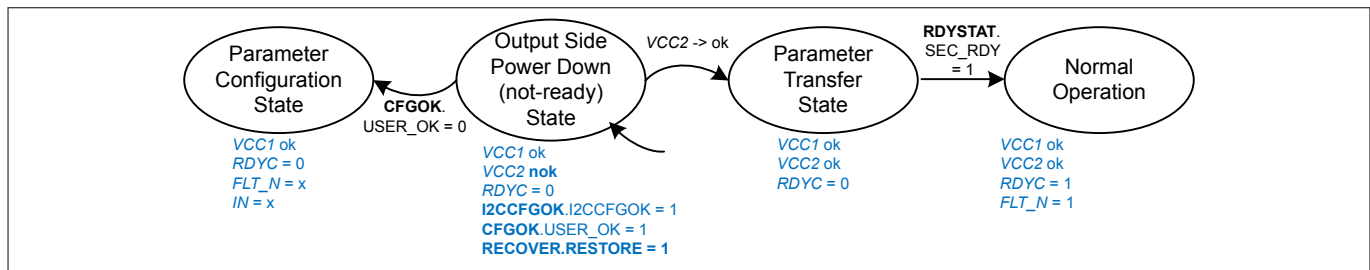 Parameter
Configuration
State
VCC1 ok
RDYC = 0
FLT_N = x
IN = x
CFGOK.
USER_OK = 0
Output Side
Power Down
(not-ready)
State
VCC1 ok
VCC2 nok
RDYC = 0
I2CCFGOK.I2CCFGOK = 1
CFGOK.USER_OK = 1
RECOVER.RESTORE = 1
VCC2 -> ok
Parameter
Transfer
State
VCC1 ok
VCC2 ok
RDYC = 0
RDYSTAT.
SEC_RDY
= 1
Normal
Operation
VCC1 ok
VCC2 ok
RDYC = 1
FLT_N = 1